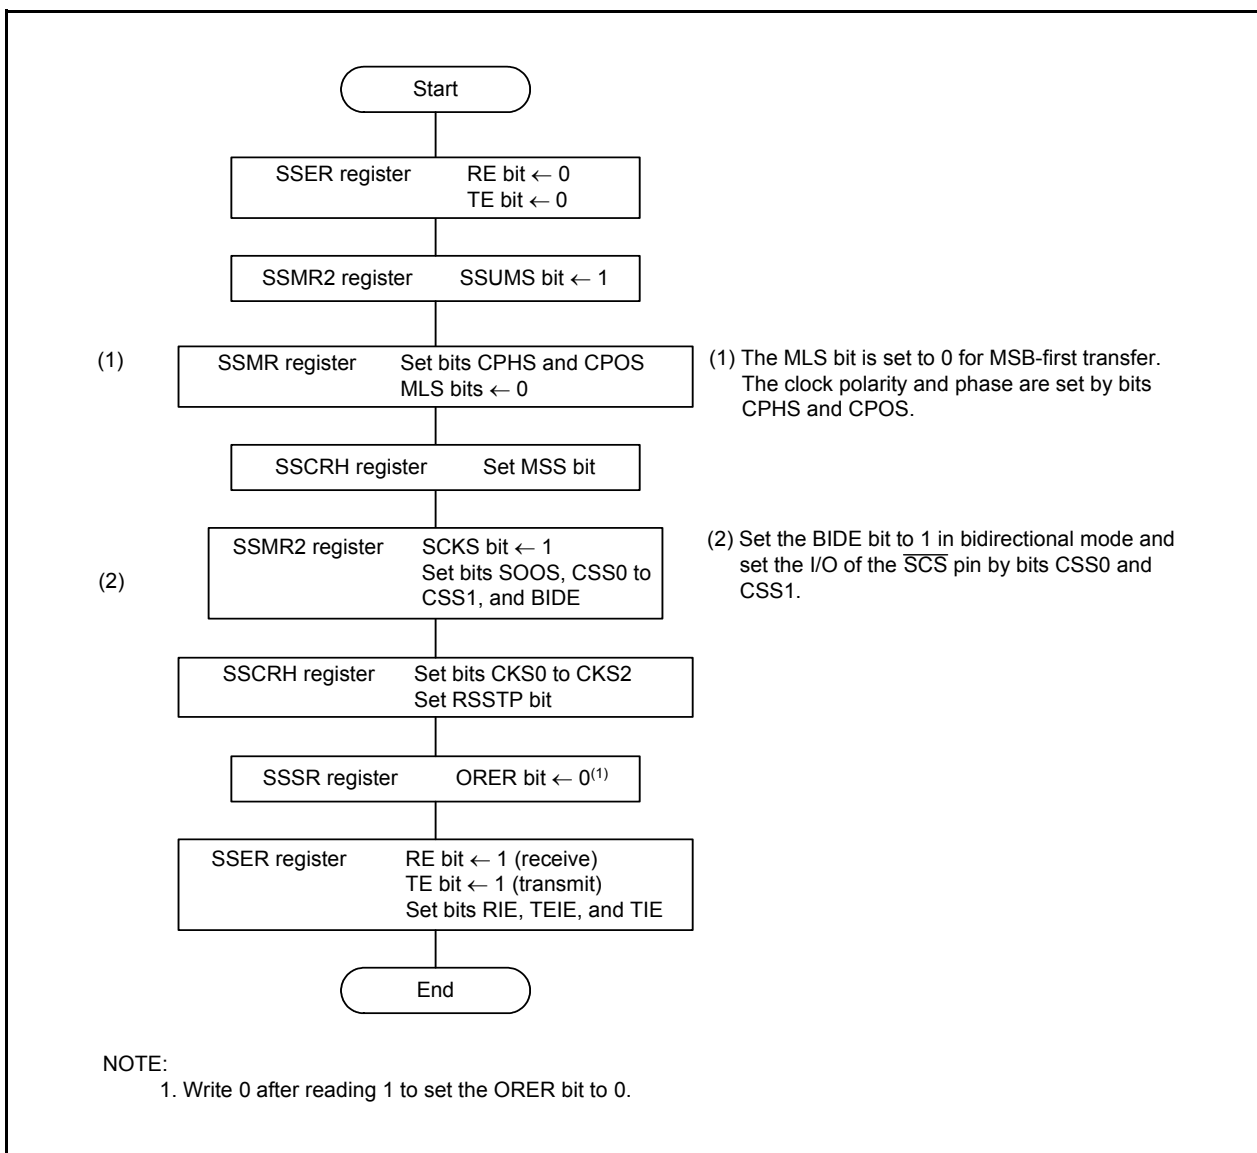 Start
SSER register RE bit ← 0
TE bit ← 0
SSMR2 register SSUMS bit ← 1
(1) SSMR register Set bits CPHS and CPOS
MLS bits ← 0
(1) The MLS bit is set to 0 for MSB-first transfer.
The clock polarity and phase are set by bits
CPHS and CPOS.
SSCRH register Set MSS bit
(2) SSMR2 register SCKS bit ← 1
Set bits SOOS, CSS0 to
CSS1, and BIDE
(2) Set the BIDE bit to 1 in bidirectional mode and
set the I/O of the S̅C̅S̅ pin by bits CSS0 and
CSS1.
SSCRH register Set bits CKS0 to CKS2
Set RSSTP bit
SSSR register ORER bit ← 0(1)
SSER register RE bit ← 1 (receive)
TE bit ← 1 (transmit)
Set bits RIE, TEIE, and TIE
End
NOTE:
1. Write 0 after reading 1 to set the ORER bit to 0.